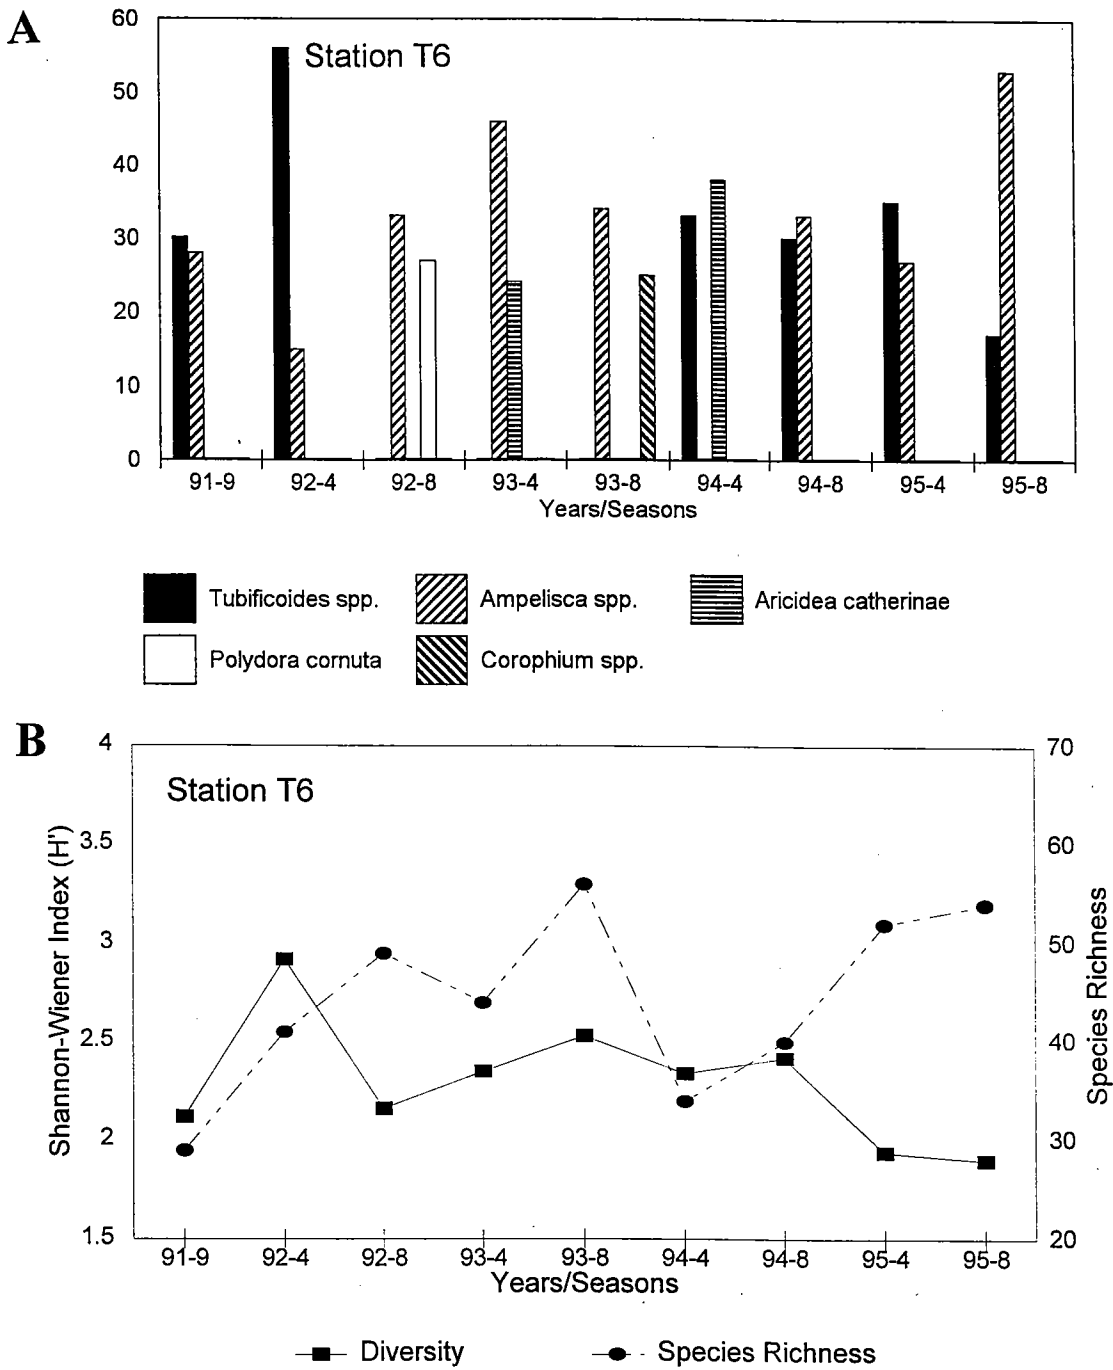 A
60
Station T6
50
40
30
20
10
0
91-9 92-4 92-8 93-4 93-8 94-4 94-8 95-4 95-8
Years/Seasons
Tubificoides spp. Ampelisca spp. Aricidea catherinae
Polydora cornuta Corophium spp.
B
4 70
Station T6
3.5 60
3 50
2.5 40
2 30
1.5 20
Shannon-Wiener Index (H')
Species Richness
91-9 92-4 92-8 93-4 93-8 94-4 94-8 95-4 95-8
Years/Seasons
Diversity Species Richness